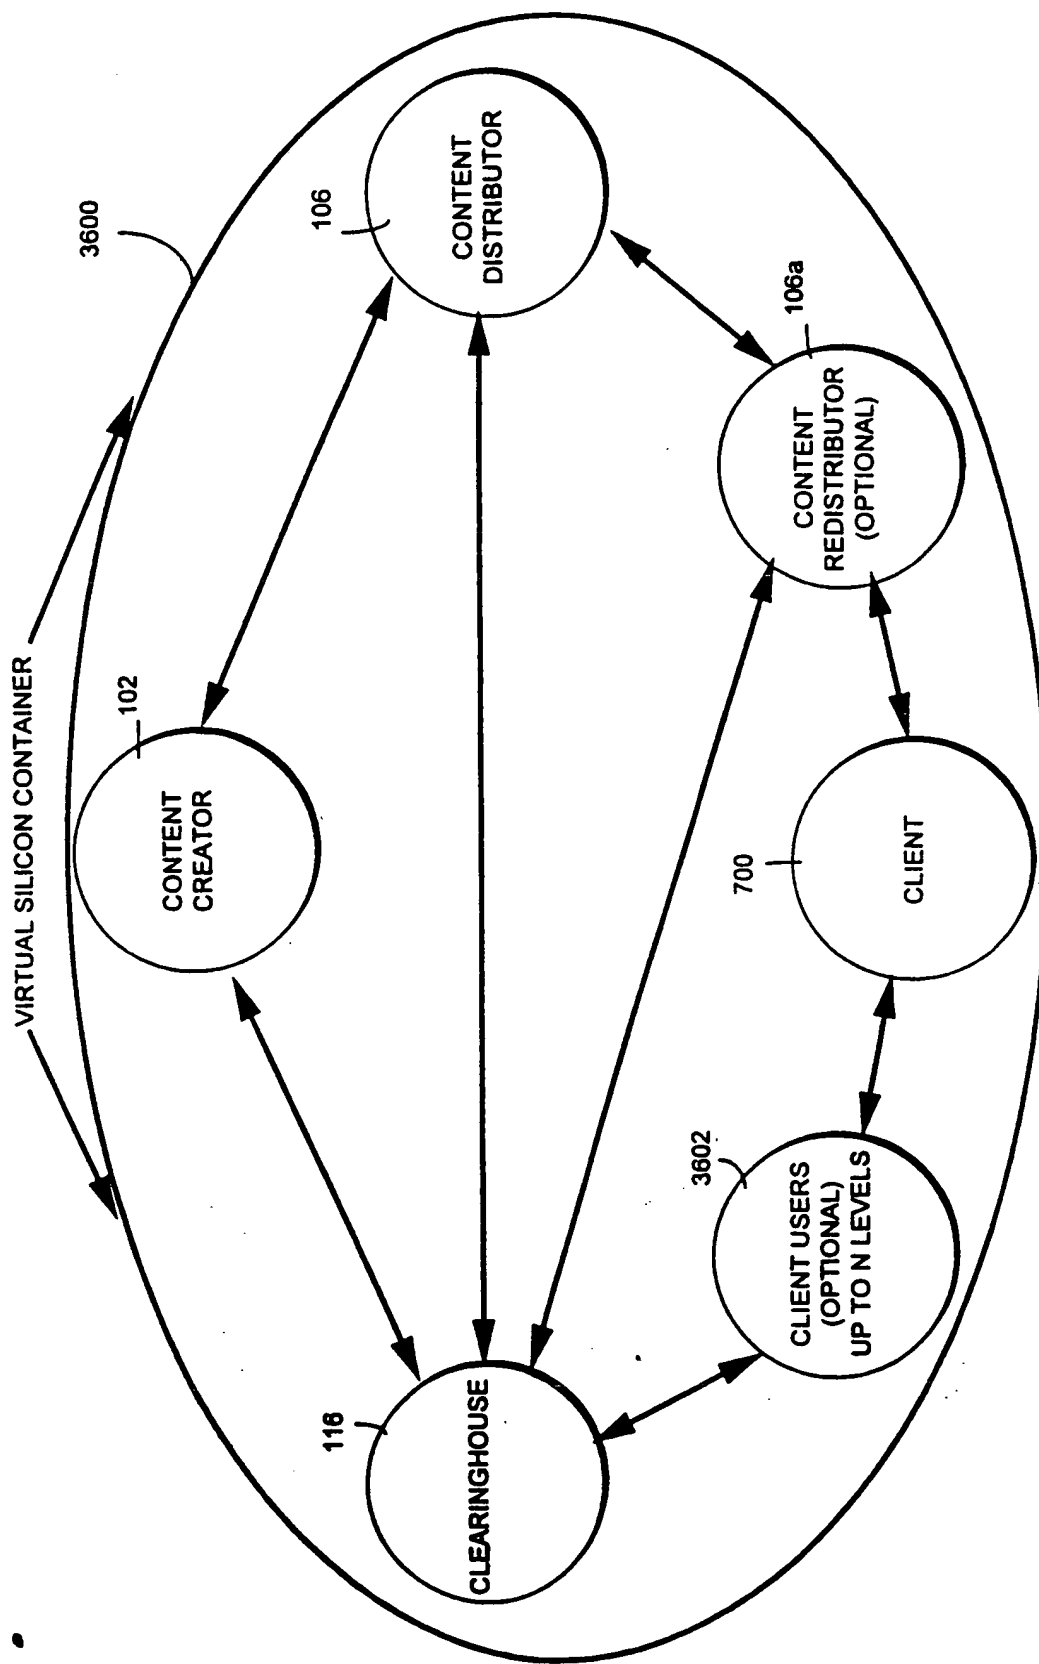 VIRTUAL SILICON CONTAINER
3600
102
CONTENT
CREATOR
106
CONTENT
DISTRIBUTOR
116
CLEARINGHOUSE
106a
CONTENT
REDISTRIBUTOR
(OPTIONAL)
700
CLIENT
3602
CLIENT USERS
(OPTIONAL)
UP TO N LEVELS